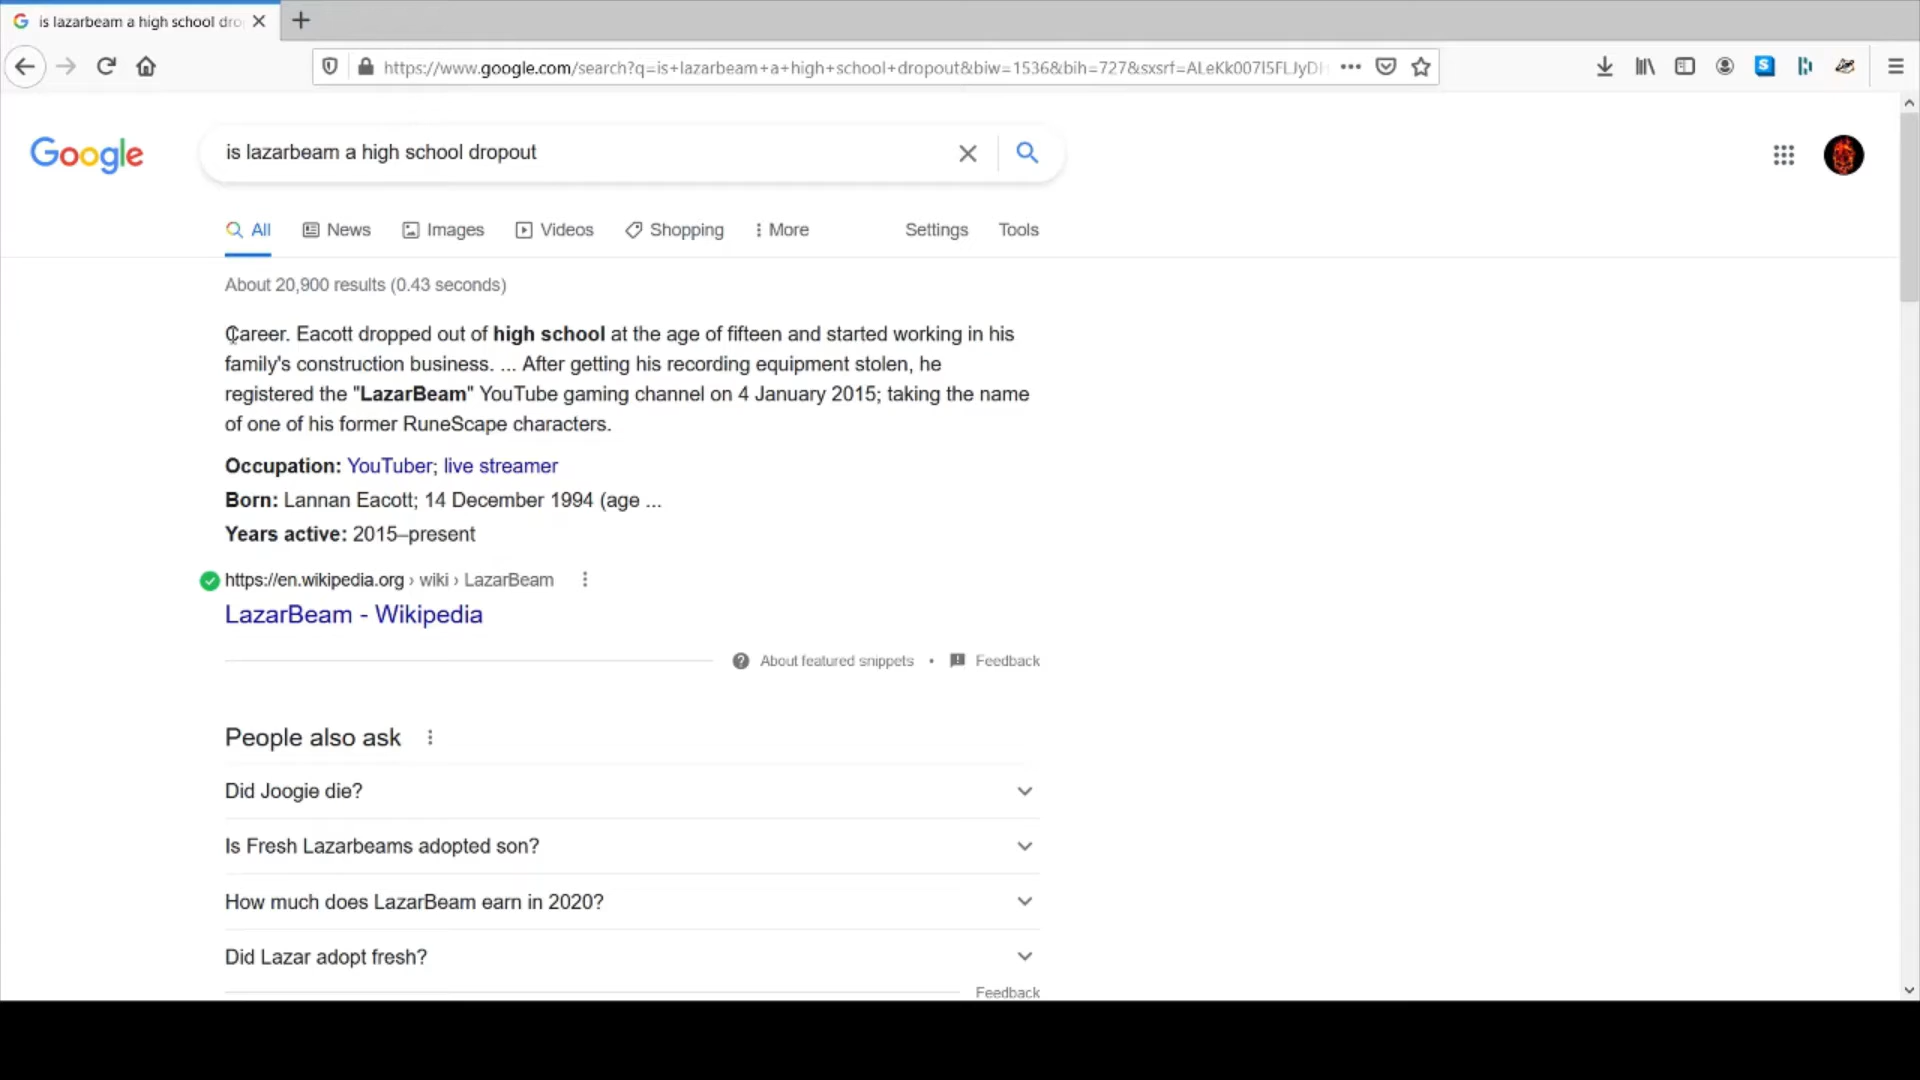 is lazarbeam a high school dro
https://www.google.com/search?q=is+lazarbeam+a+high+school+dropout&biw=1536&bih=727&sxsrf=ALeKk007I5FLJyD
Google
is lazarbeam a high school dropout
All News Images Videos Shopping More Settings Tools
About 20,900 results (0.43 seconds)
Career. Eacott dropped out of high school at the age of fifteen and started working in his
family's construction business. ... After getting his recording equipment stolen, he
registered the "LazarBeam" YouTube gaming channel on 4 January 2015; taking the name
of one of his former RuneScape characters.
Occupation: YouTuber; live streamer
Born: Lannan Eacott; 14 December 1994 (age ...
Years active: 2015–present
https://en.wikipedia.org › wiki › LazarBeam
LazarBeam - Wikipedia
About featured snippets • Feedback
People also ask
Did Joogie die?
Is Fresh Lazarbeams adopted son?
How much does LazarBeam earn in 2020?
Did Lazar adopt fresh?
Feedback